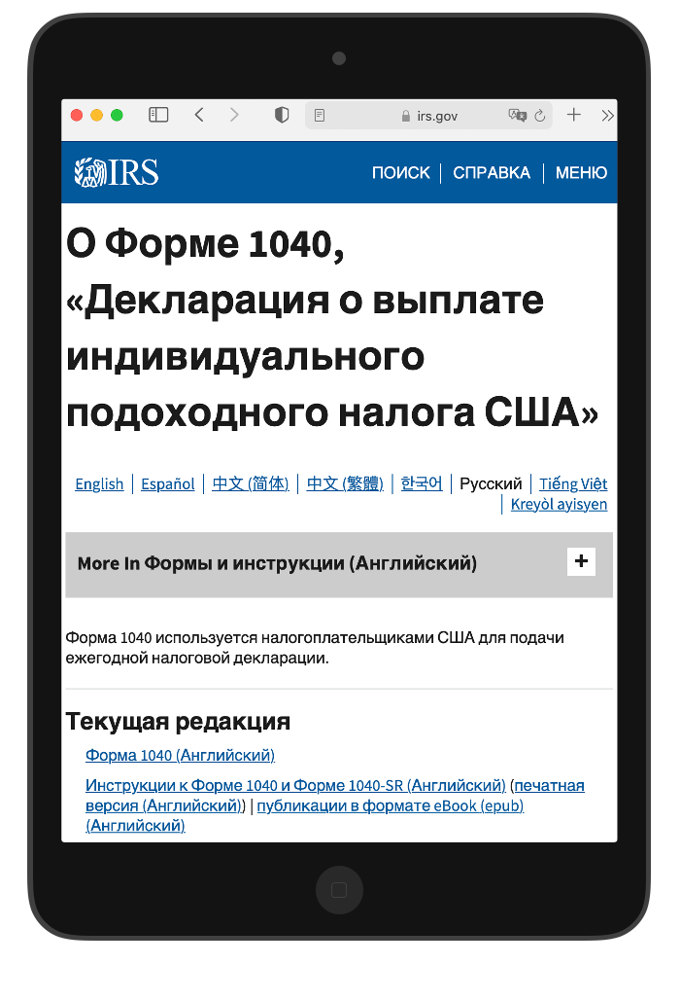 irs.gov
IRS
ПОИСК | СПРАВКА | МЕНЮ
О Форме 1040,
«Декларация о выплате
индивидуального
подоходного налога США»
English | Español | 中文 (简体) | 中文 (繁體) | 한국어 | Русский | Tiếng Việt
| Kreyòl ayisyen
More In Формы и инструкции (Английский)
Форма 1040 используется налогоплательщиками США для подачи
ежегодной налоговой декларации.
Текущая редакция
Форма 1040 (Английский)
Инструкции к Форме 1040 и Форме 1040-SR (Английский) (печатная
версия (Английский)) | публикации в формате eBook (epub)
(Английский)